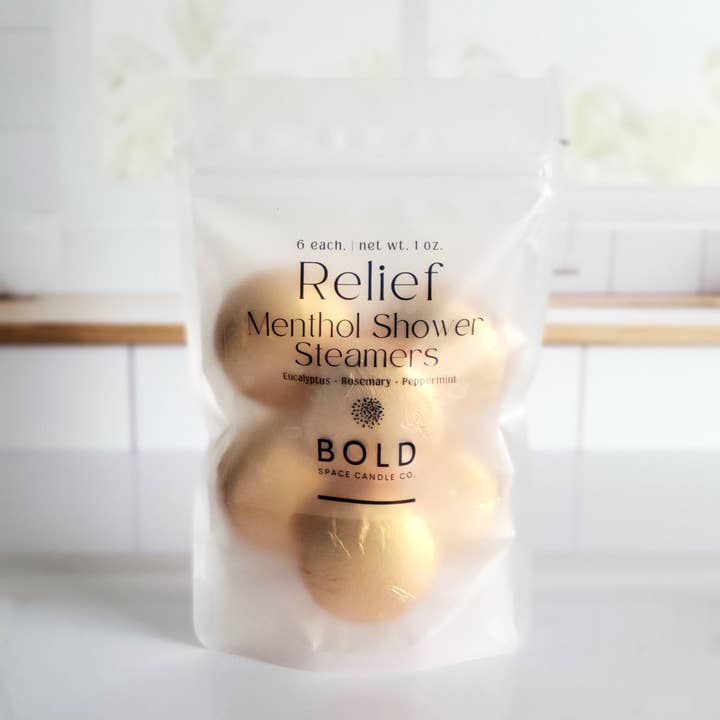 6 each. | net wt. 1 oz.
Relief
Menthol Shower
Steamers
Eucalyptus - Rosemary • Peppermint
BOLD
SPACE CANDLE CO.